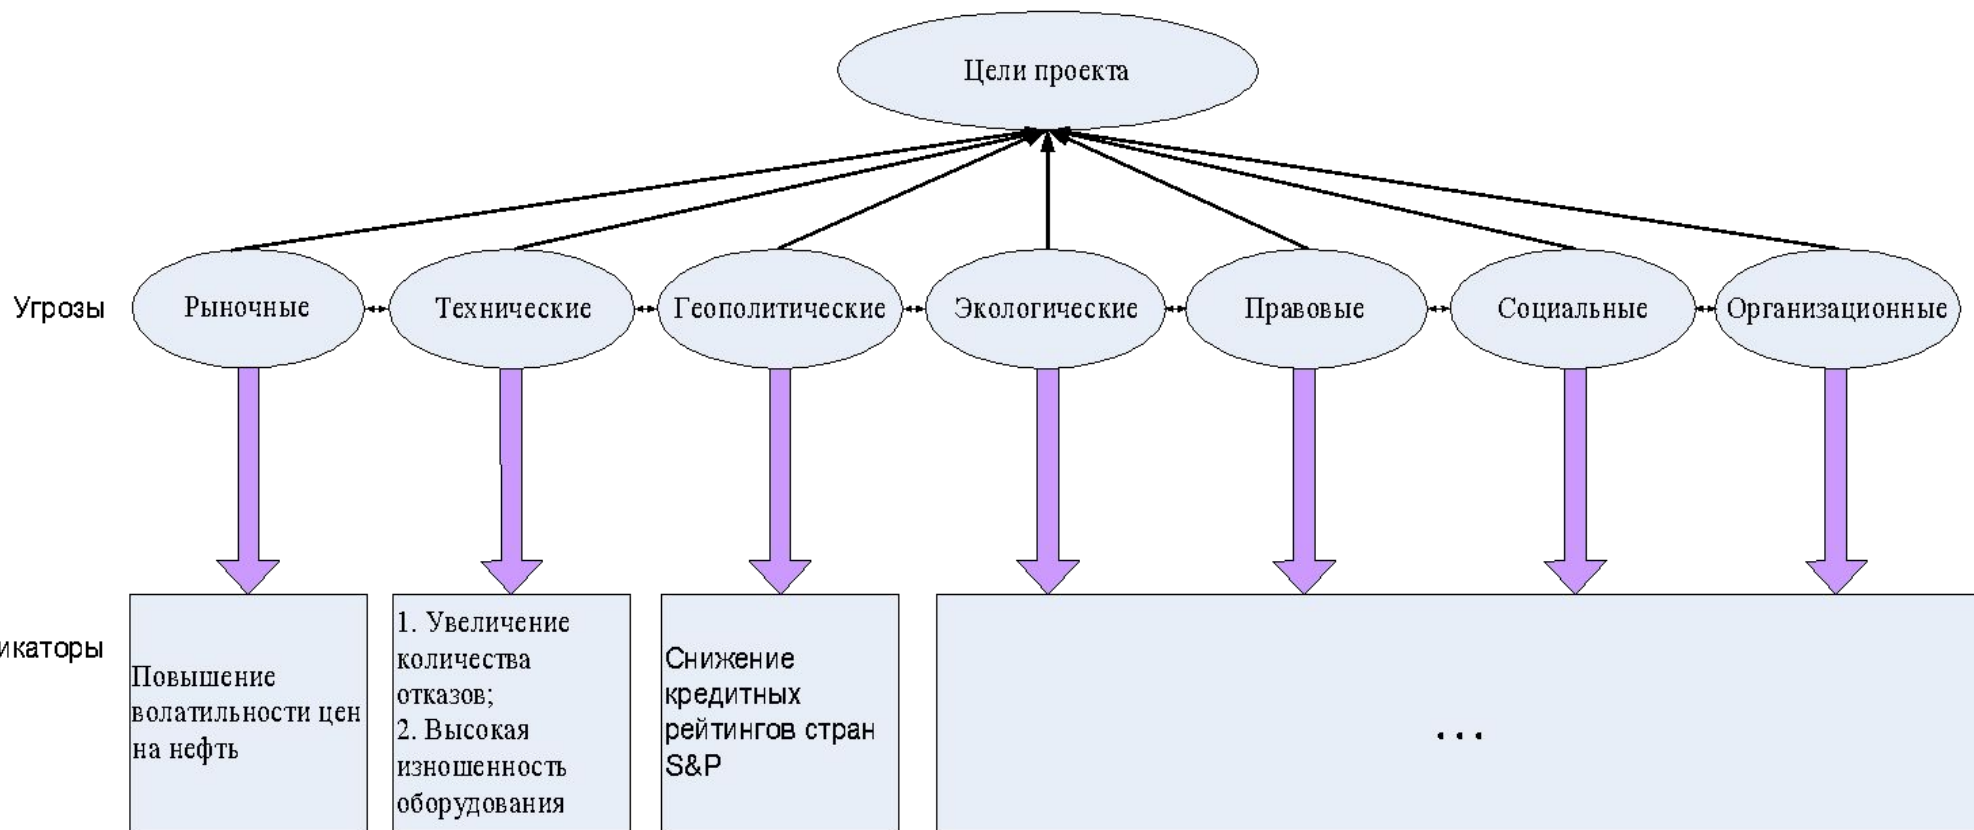 Цели проекта
Угрозы
Рыночные
Технические
Геополитические
Экологические
Правовые
Социальные
Организационные
икаторы
Повышение
волатильности цен
на нефть
1. Увеличение
количества
отказов;
2. Высокая
изношенность
оборудования
Снижение
кредитных
рейтингов стран
S&P
...